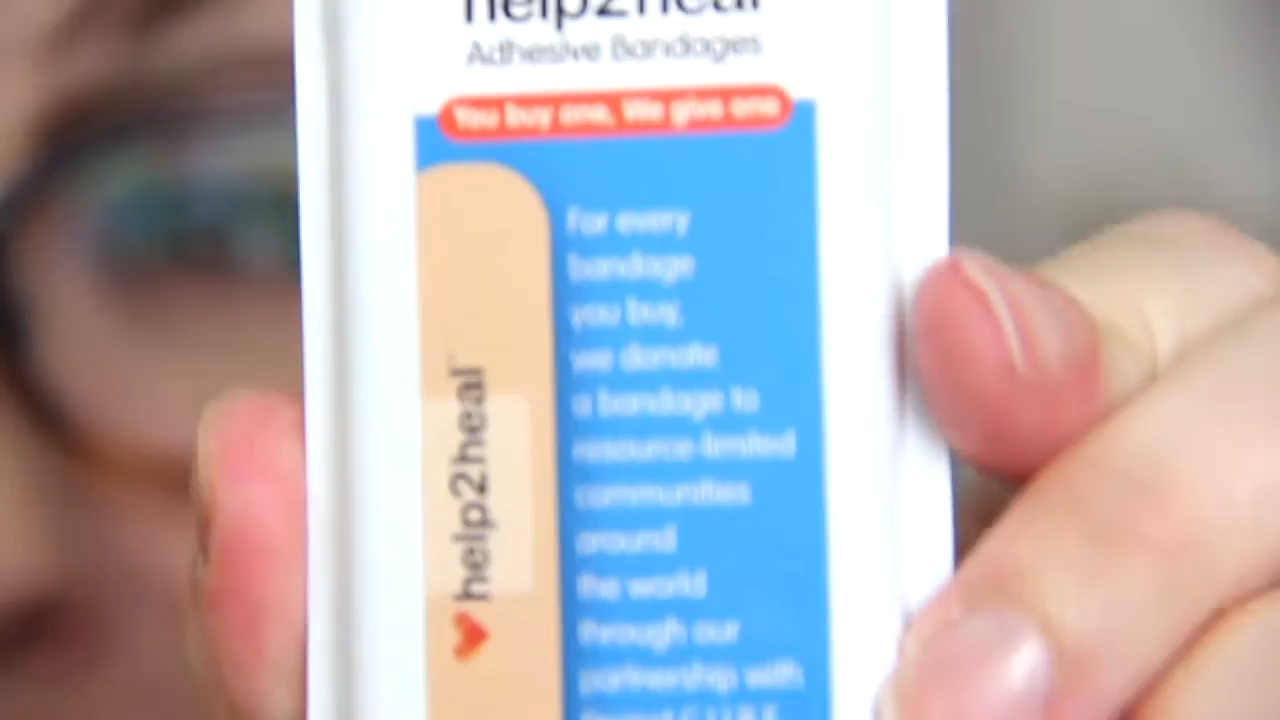 help2heal
Adhesive Bandages
You buy one, We give one
For every
bandage
you buy,
we donate
a bandage to
resource-limited
communities
around
the world
through our
partnership with
help2heal